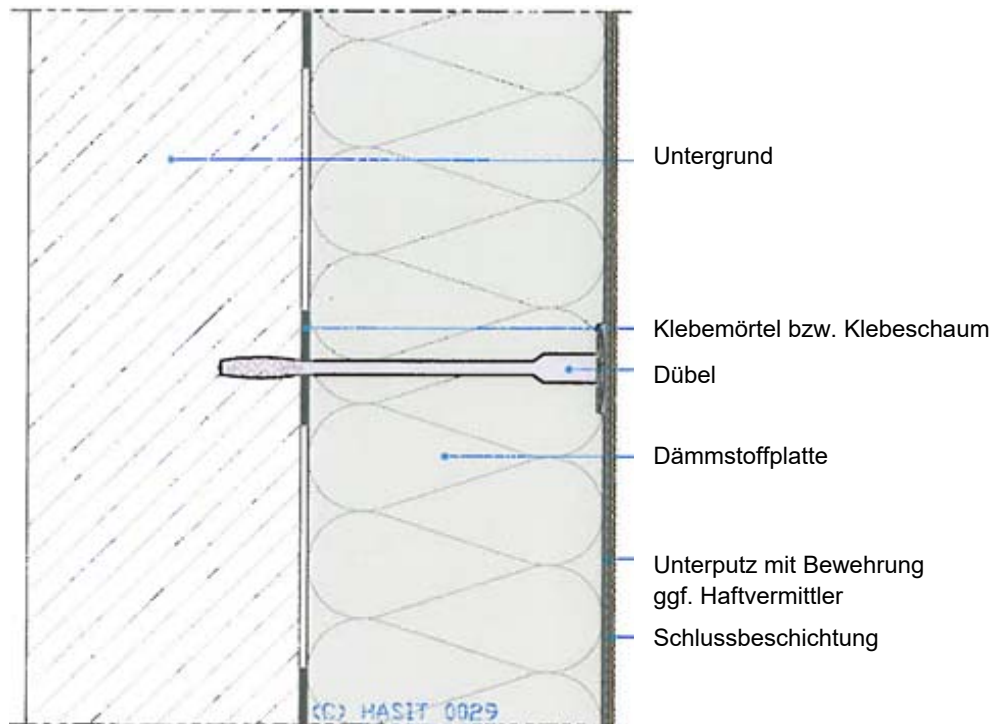 Untergrund
Klebemörtel bzw. Klebeschaum
Dübel
Dämmstoffplatte
Unterputz mit Bewehrung
ggf. Haftvermittler
Schlussbeschichtung
(C) HASIT 0029